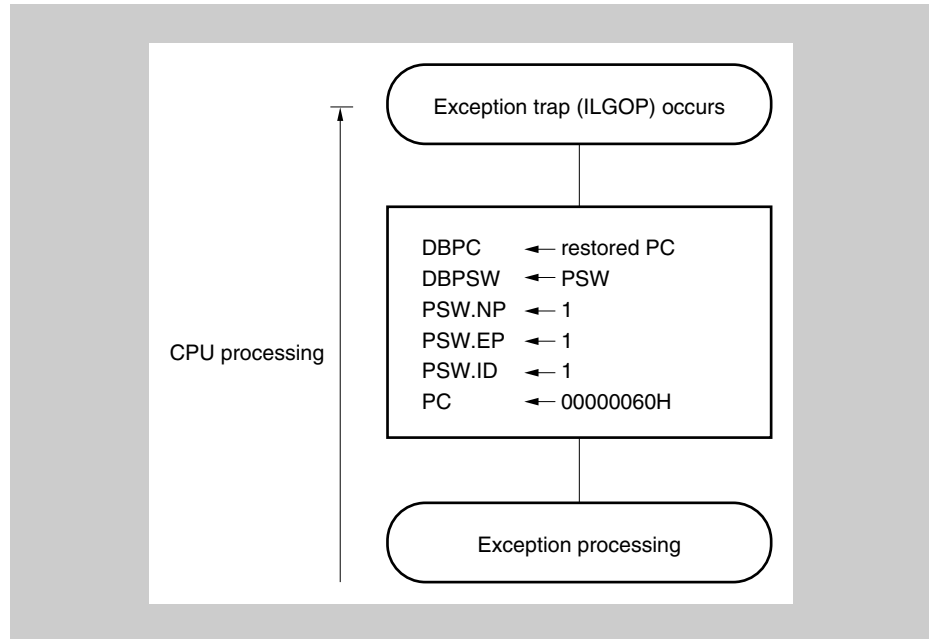 Exception trap (ILGOP) occurs
DBPC ← restored PC
DBPSW ← PSW
PSW.NP ← 1
PSW.EP ← 1
CPU processing
PSW.ID ← 1
PC ← 00000060H
Exception processing